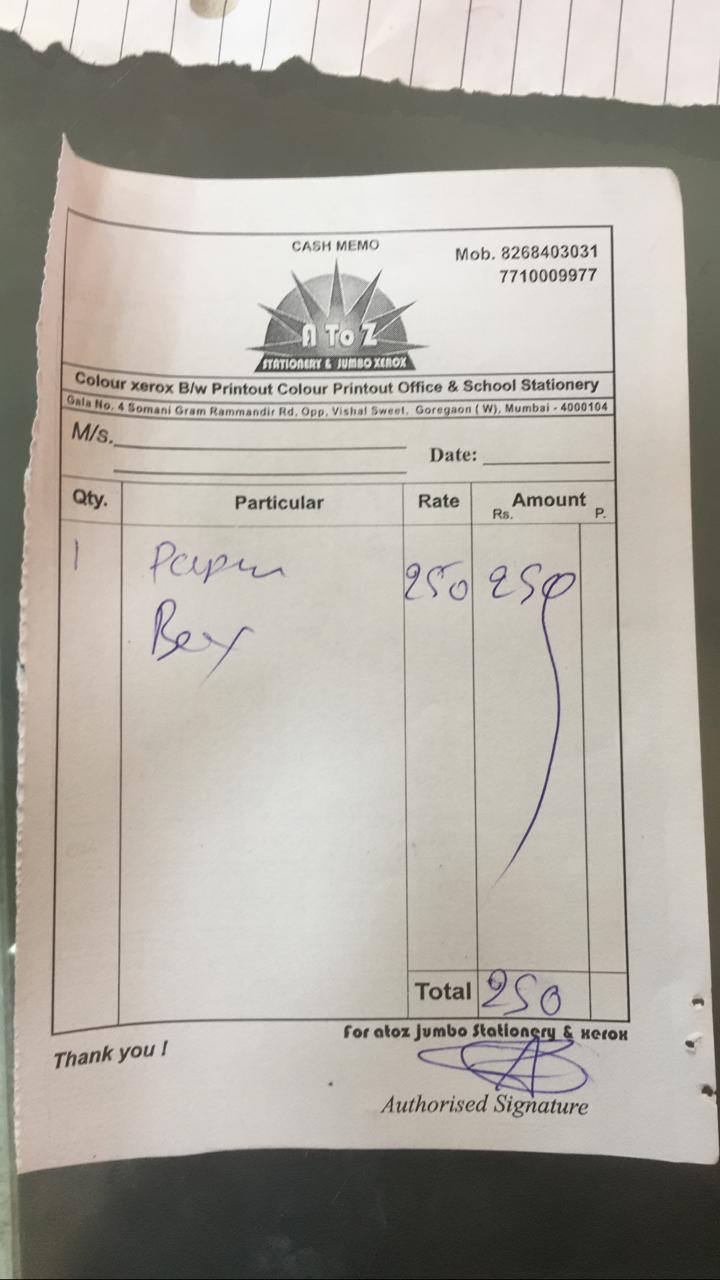 CASH MEMO
Mob. 8268403031
7710009977
A To Z
STATIONERY & JUMBO XEROX
Colour xerox B/w Printout Colour Printout Office & School Stationery
Gala No. 4 Somani Gram Rammandir Rd, Opp, Vishal Sweet, Goregaon ( W), Mumbai - 4000104
M/s.
Date:
Qty. Particular Rate Amount
Rs. P.
1 Paper 250 250
Box
Total 250
For atoz Jumbo Stationery & xerox
Thank you !
Authorised Signature